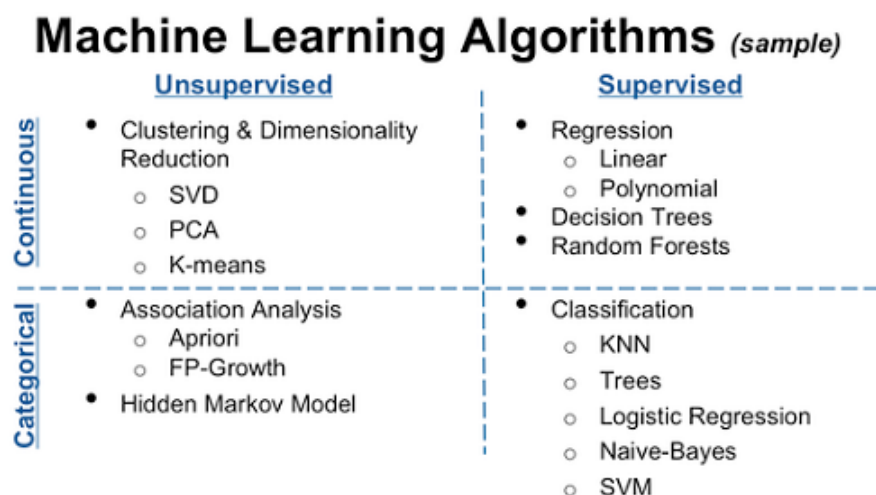 Machine Learning Algorithms (sample)
Unsupervised
Supervised
Continuous
Clustering & Dimensionality
Reduction
SVD
PCA
K-means
Regression
Linear
Polynomial
Decision Trees
Random Forests
Categorical
Association Analysis
Apriori
FP-Growth
Hidden Markov Model
Classification
KNN
Trees
Logistic Regression
Naive-Bayes
SVM